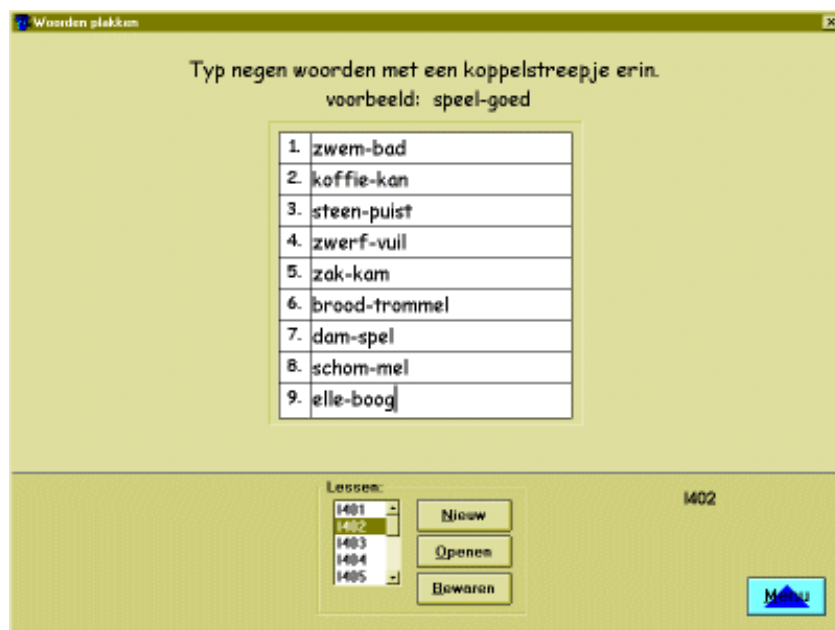 Woorden plakken
Typ negen woorden met een koppelstreepje erin.
voorbeeld: speel-goed
1. zwem-bad
2. koffie-kan
3. steen-puist
4. zwerf-vuil
5. zak-kam
6. brood-trommel
7. dam-spel
8. schom-mel
9. elle-boog
Lessen:
l401
l402
l403
l404
l405
Nieuw
Openen
Bewaren
l402
Menu